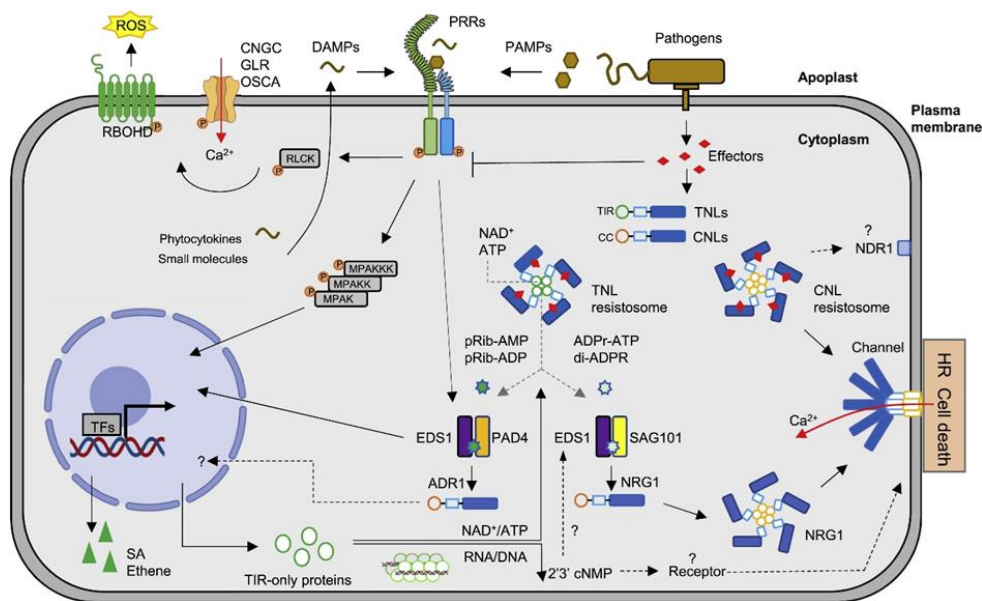 ROS
CNGC
GLR
OSCA
DAMPs
PRRs
PAMPs
Pathogens
Apoplast
Plasma
membrane
RBOHD
P
P
Ca²⁺
P
RLCK
P
P
Cytoplasm
Effectors
TIR
TNLs
CC
CNLs
Phytocytokines
Small molecules
NAD⁺
ATP
TNL
resistosome
?
NDR1
CNL
resistosome
P
MPAKKK
P
MPAKK
P
MPAK
pRib-AMP
pRib-ADP
ADPr-ATP
di-ADPR
Channel
HR Cell death
Ca²⁺
TFs
EDS1
PAD4
EDS1
SAG101
?
ADR1
NRG1
NRG1
SA
Ethene
TIR-only proteins
NAD⁺/ATP
RNA/DNA
?
2'3' cNMP
?
Receptor